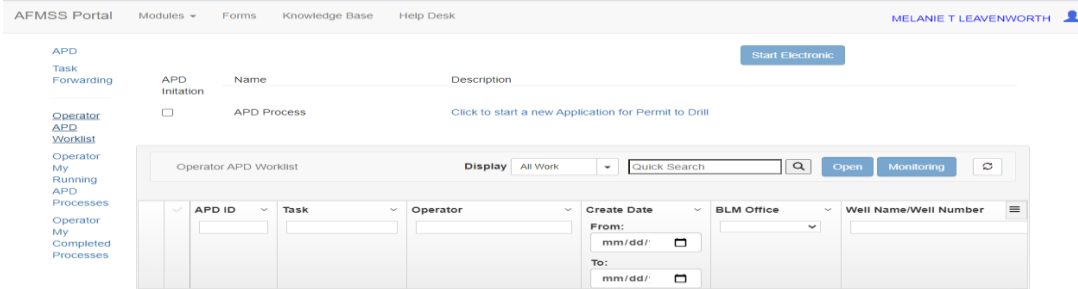 AFMSS Portal Modules Forms Knowledge Base Help Desk MELANIE T LEAVENWORTH
APD
Task
Forwarding
Operator
APD
Worklist
Operator
My
Running
APD
Processes
Operator
My
Completed
Processes
Start Electronic
APD
Initation
Name
Description
APD Process
Click to start a new Application for Permit to Drill
Operator APD Worklist Display All Work Quick Search Open Monitoring
APD ID Task Operator Create Date BLM Office Well Name/Well Number
From:
mm/dd/
To:
mm/dd/